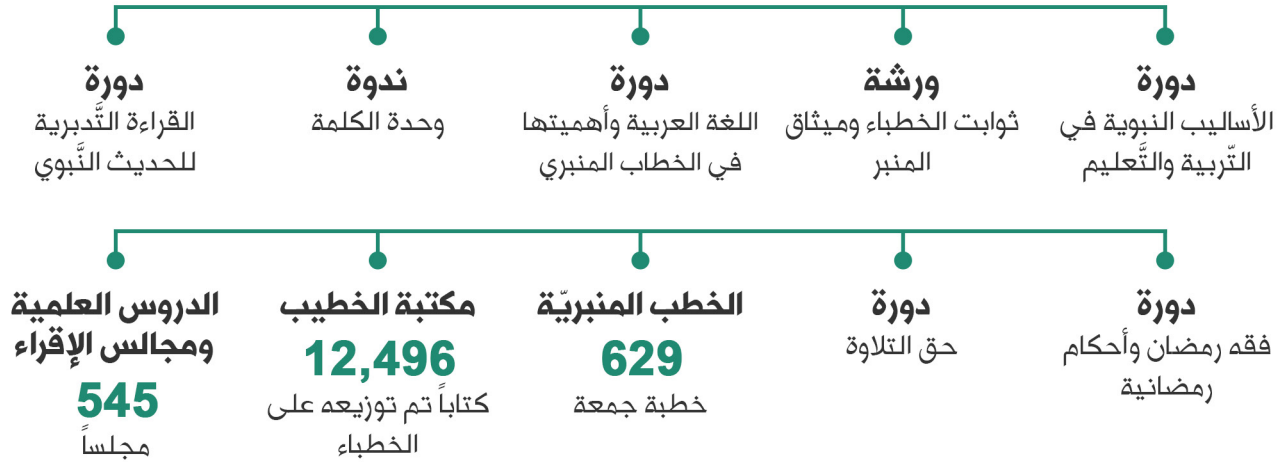 دورة
الأساليب النبوية في
التّربية والتَّعليم
ورشة
ثوابت الخطباء وميثاق
المنبر
دورة
اللغة العربية وأهميتها
في الخطاب المنبري
ندوة
وحدة الكلمة
دورة
القراءة التَّدبرية
للحديث النَّبوي
دورة
فقه رمضان وأحكام
رمضانية
دورة
حق التلاوة
الخطب المنبريّة
629
خطبة جمعة
مكتبة الخطيب
12,496
كتاباً تم توزيعه على
الخطباء
الدروس العلمية
ومجالس الإقراء
545
مجلساً